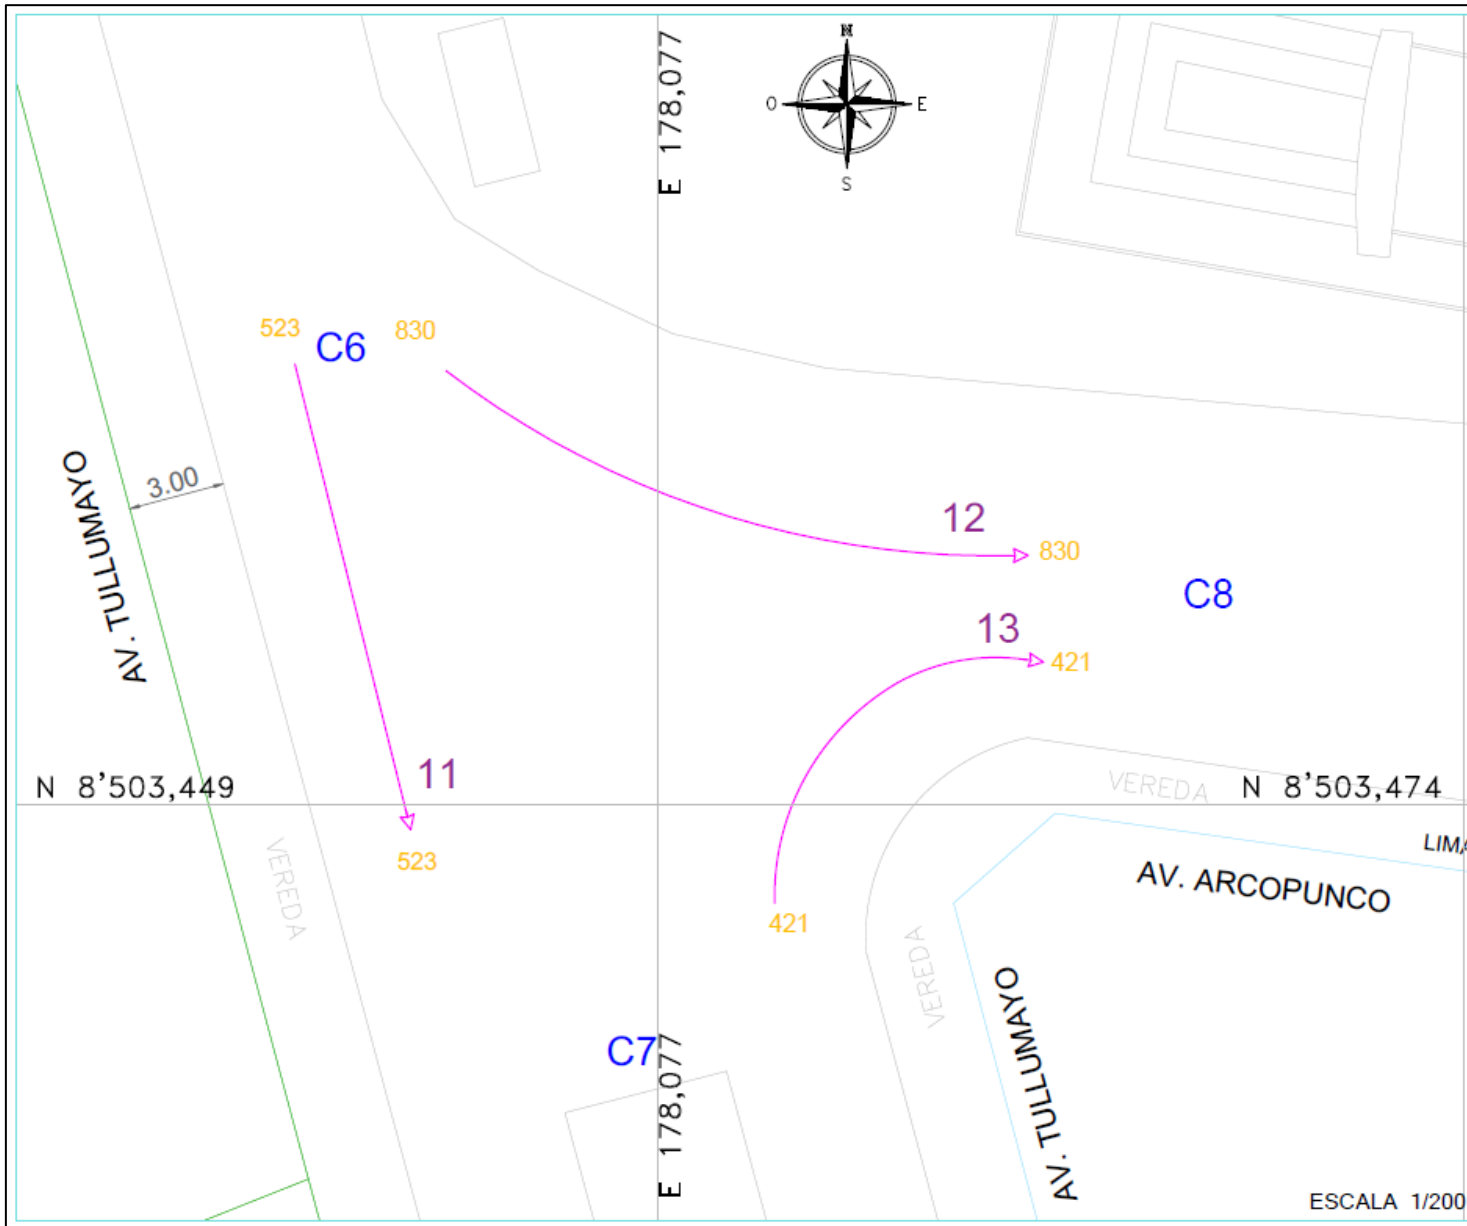 N
O
E
S
E 178,077
523
C6
830
AV. TULLUMAYO
3.00
12
830
C8
13
421
11
N 8'503,449
VEREDA
N 8'503,474
VEREDA
523
421
AV. ARCOPUNCO
VEREDA
AV. TULLUMAYO
C7
E 178,077
ESCALA 1/200